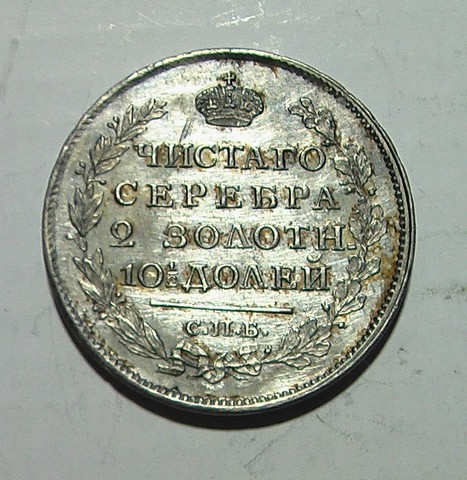 ЧИСТАГО
СЕРЕБРА
2 ЗОЛОТН.
10½ ДОЛЕЙ
С.П.Б.